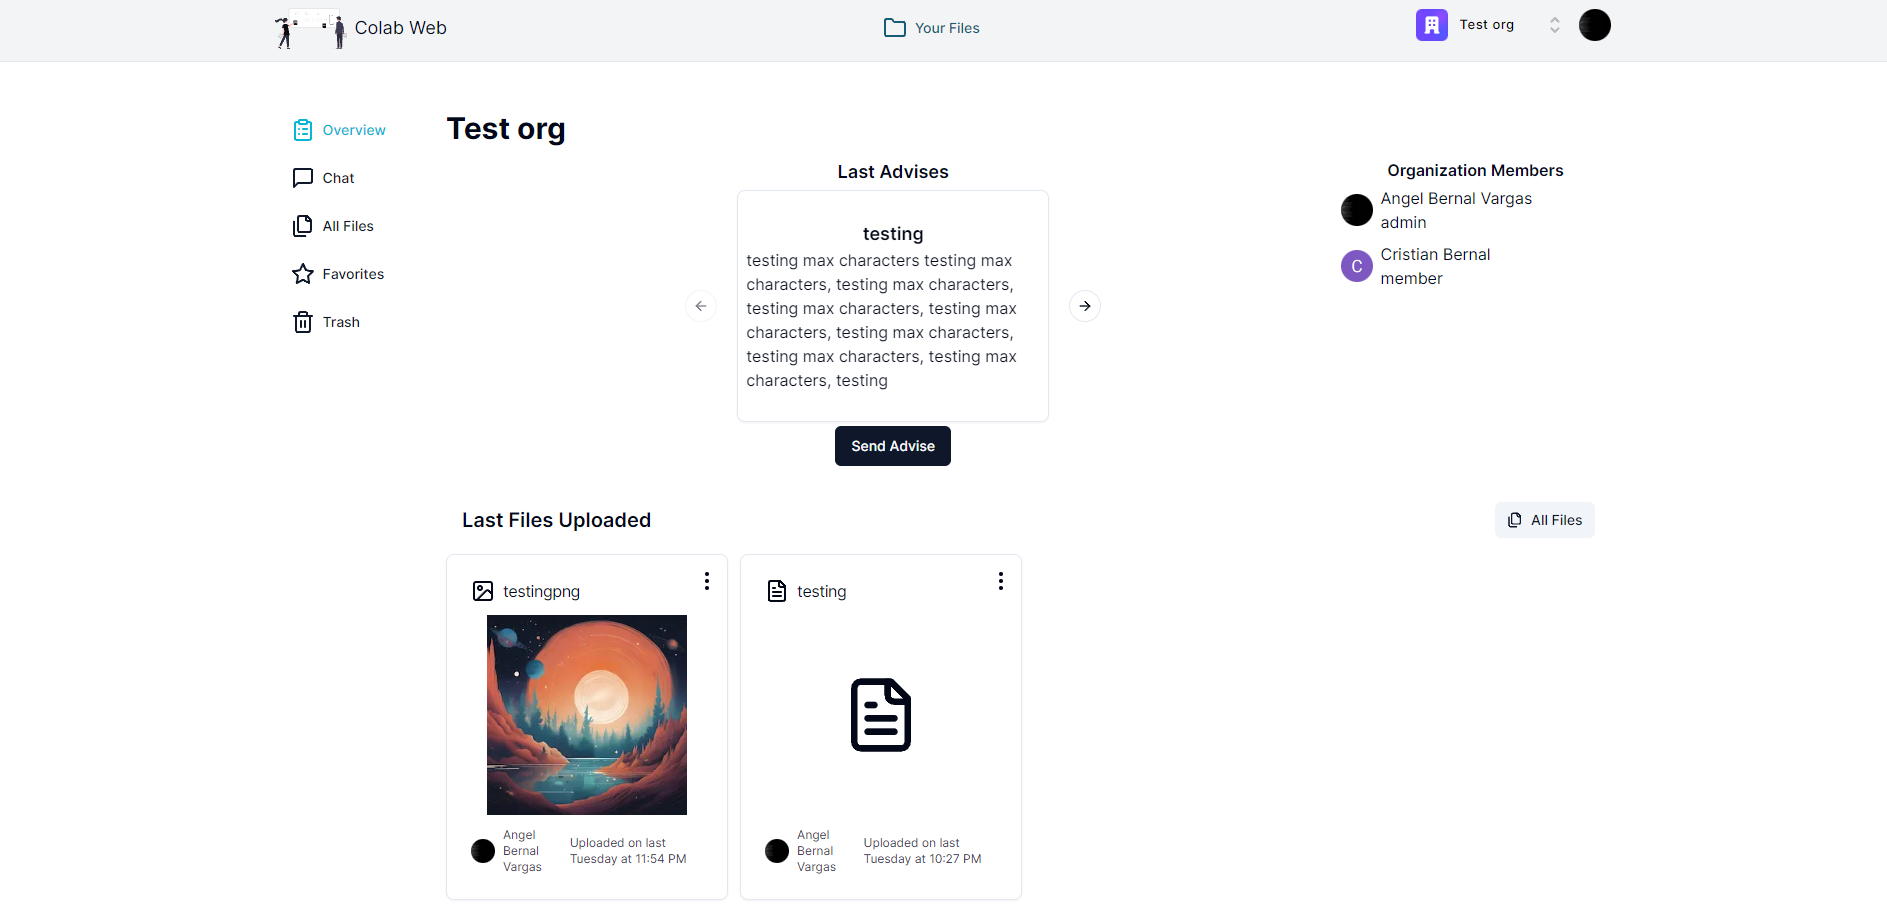 Colab Web
Your Files
Test org
Overview
Chat
All Files
Favorites
Trash
Test org
Last Advises
testing
testing max characters testing max
characters, testing max characters,
testing max characters, testing max
characters, testing max characters,
testing max characters, testing max
characters, testing
Send Advise
Organization Members
Angel Bernal Vargas
admin
C
Cristian Bernal
member
Last Files Uploaded
All Files
testingpng
Angel
Bernal
Vargas
Uploaded on last
Tuesday at 11:54 PM
testing
Angel
Bernal
Vargas
Uploaded on last
Tuesday at 10:27 PM